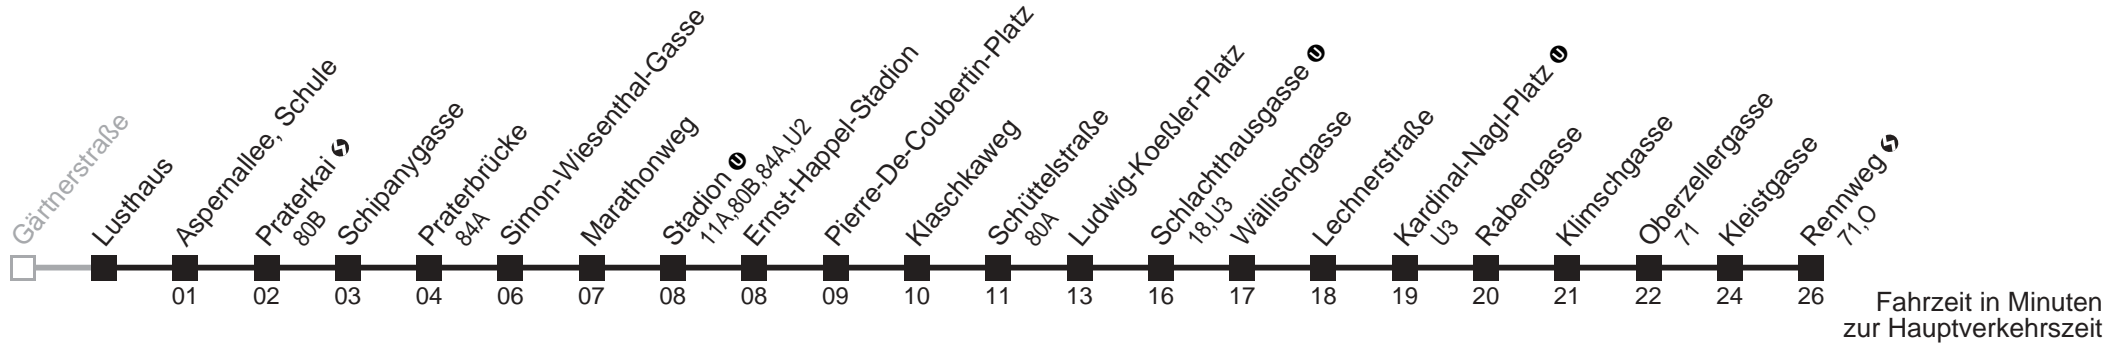 Gärtnerstraße
Lusthaus
Aspernallee, Schule
01
Praterkai
80B
02
Schipanygasse
03
Praterbrücke
84A
04
Simon-Wiesenthal-Gasse
06
Marathonweg
07
Stadion U
11A,80B,84A,U2
08
Ernst-Happel-Stadion
08
Pierre-De-Coubertin-Platz
09
Klaschkaweg
10
Schüttelstraße
80A
11
Ludwig-Koeßler-Platz
13
Schlachthausgasse U
18,U3
16
Wällischgasse
17
Lechnerstraße
18
Kardinal-Nagl-Platz U
U3
19
Rabengasse
20
Klimschgasse
21
Oberzellergasse
71
22
Kleistgasse
24
Rennweg
71,O
26
Fahrzeit in Minuten
zur Hauptverkehrszeit